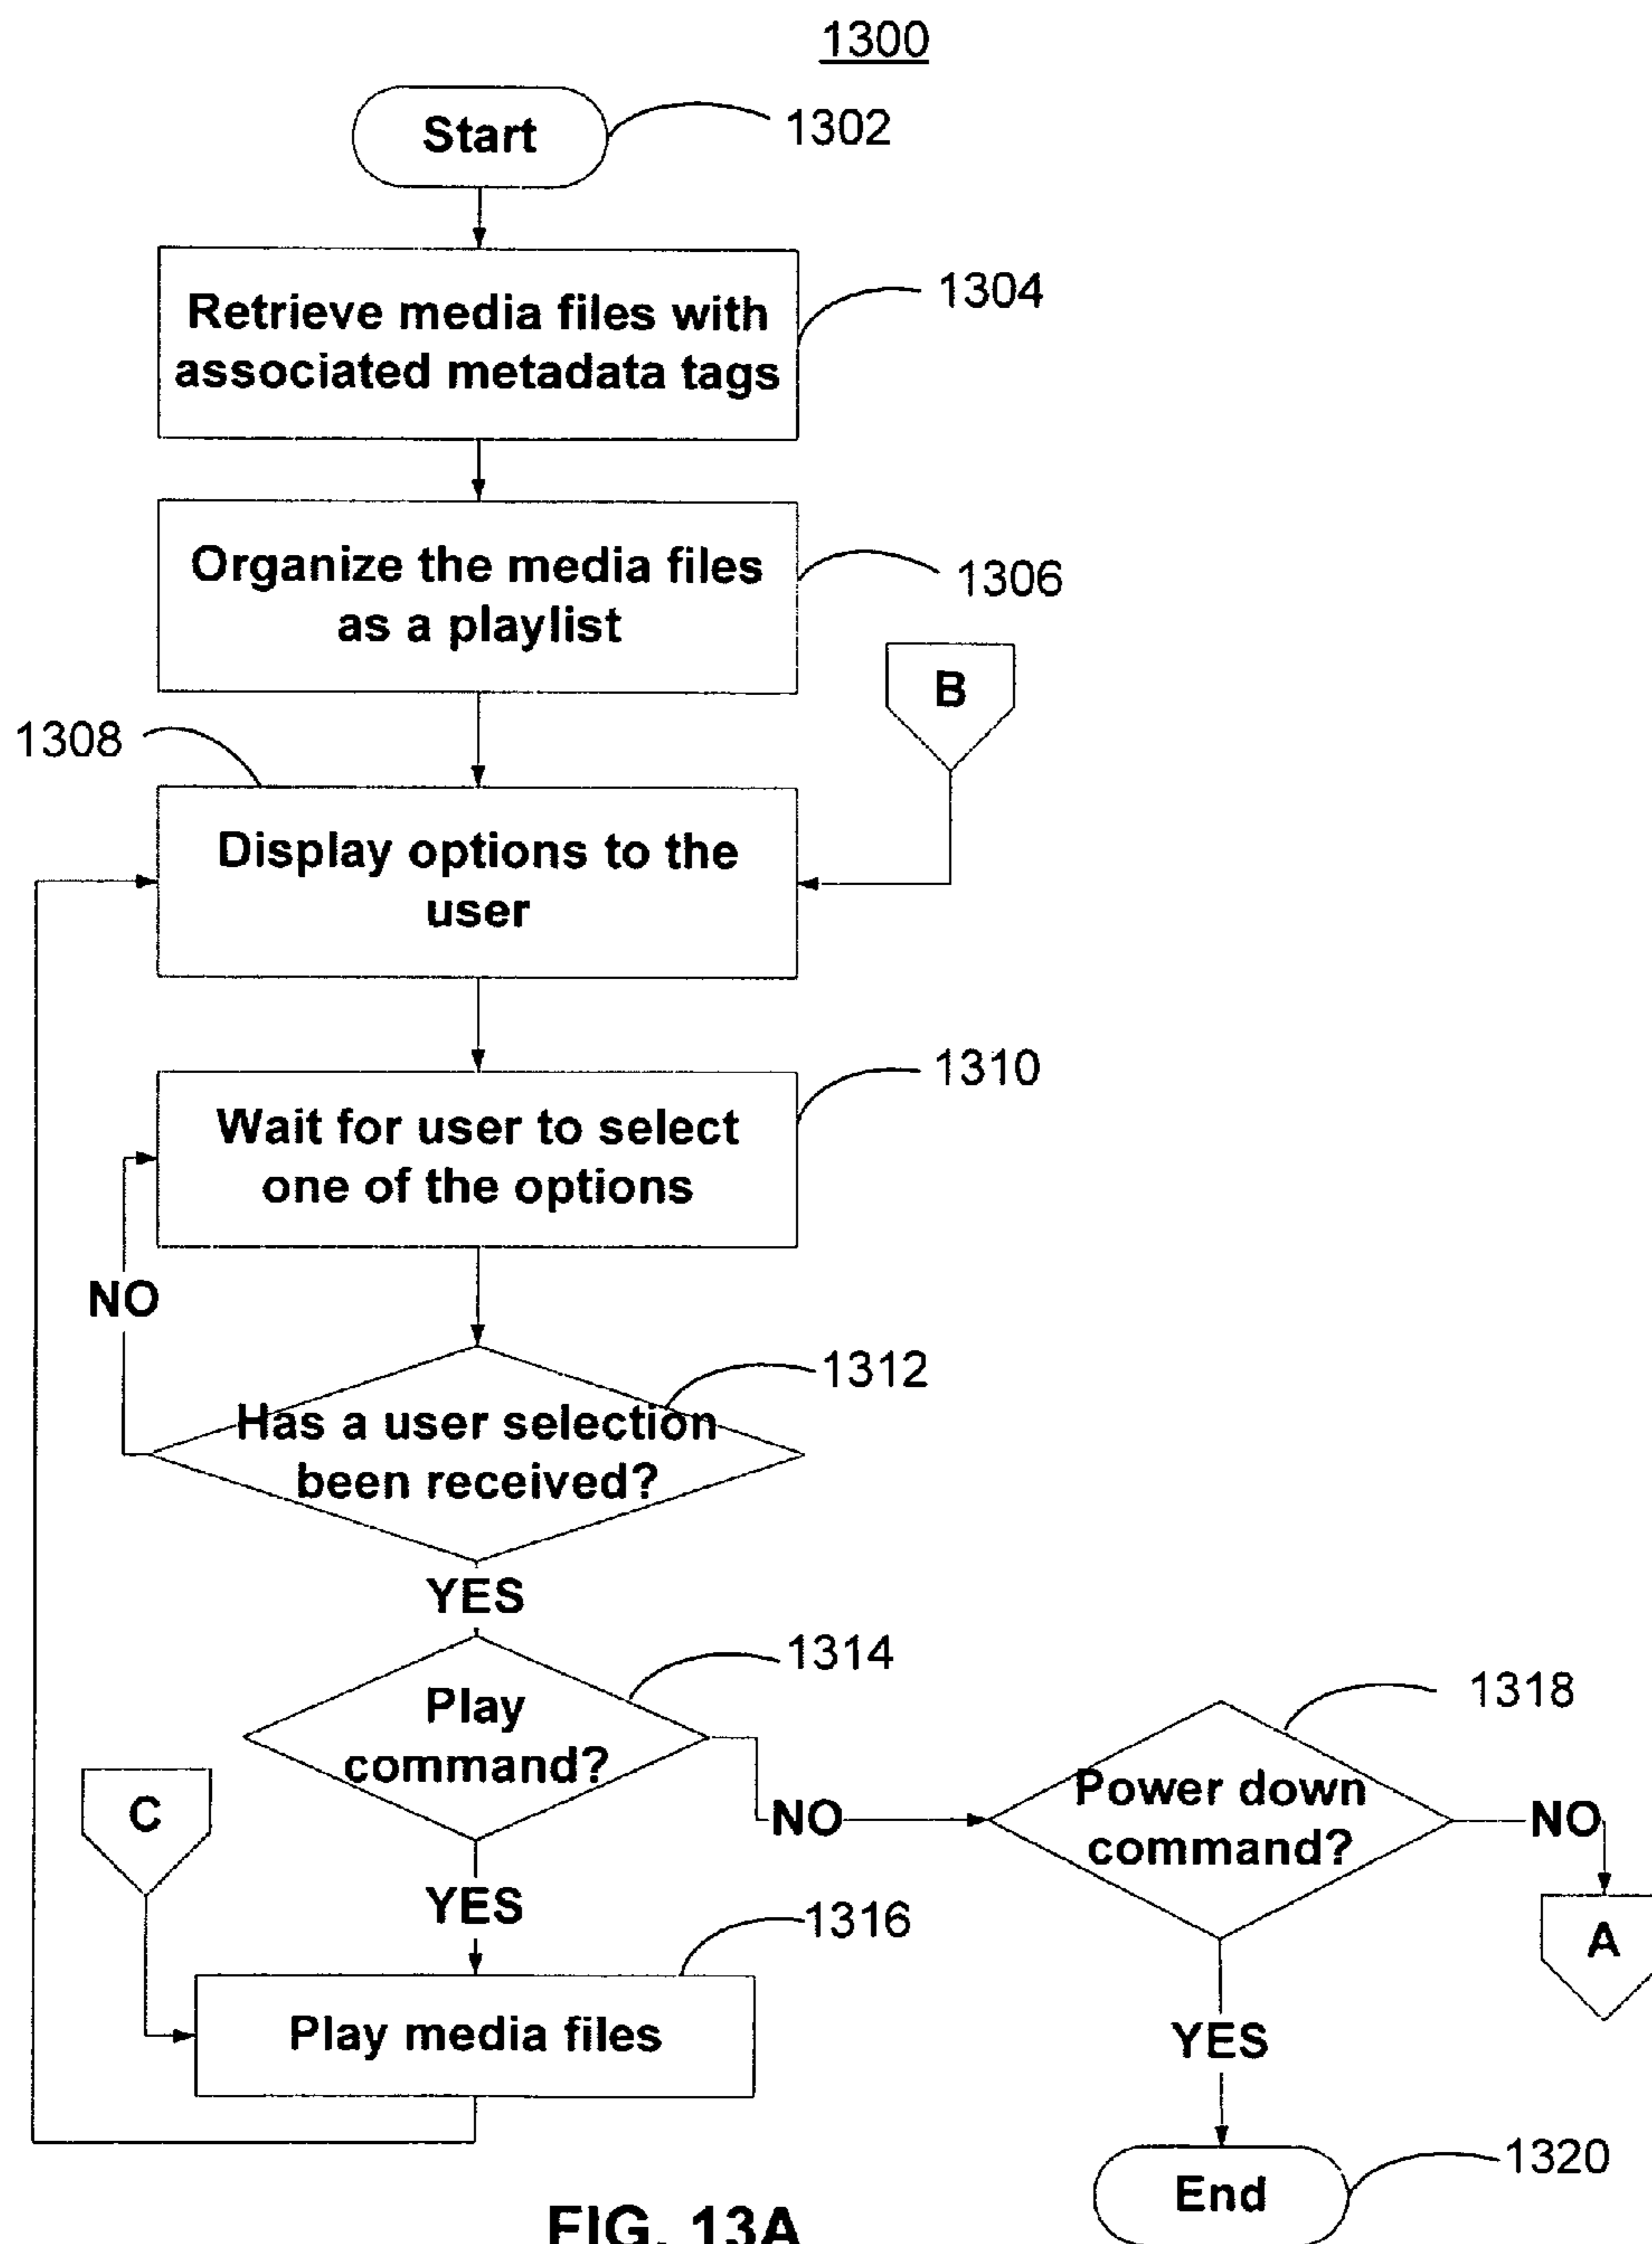 1300
Start
1302
Retrieve media files with
associated metadata tags
1304
Organize the media files
as a playlist
1306
B
1308
Display options to the
user
1310
Wait for user to select
one of the options
NO
1312
Has a user selection
been received?
YES
1314
Play
command?
1318
NO
Power down
command?
NO
C
A
YES
1316
Play media files
YES
1320
End
FIG. 13A